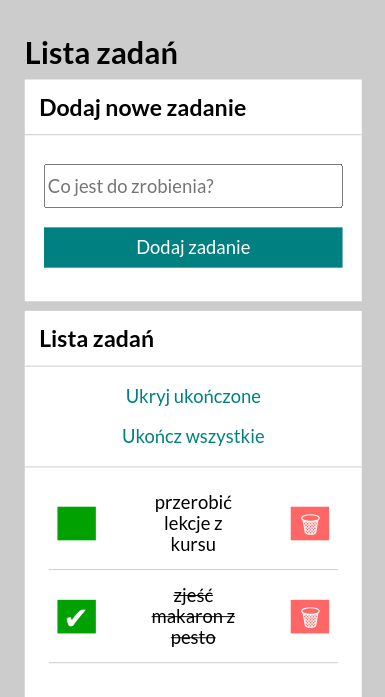 Lista zadań
Dodaj nowe zadanie
Co jest do zrobienia?
Dodaj zadanie
Lista zadań
Ukryj ukończone
Ukończ wszystkie
przerobić
lekcje z
kursu
zjeść
makaron z
pesto